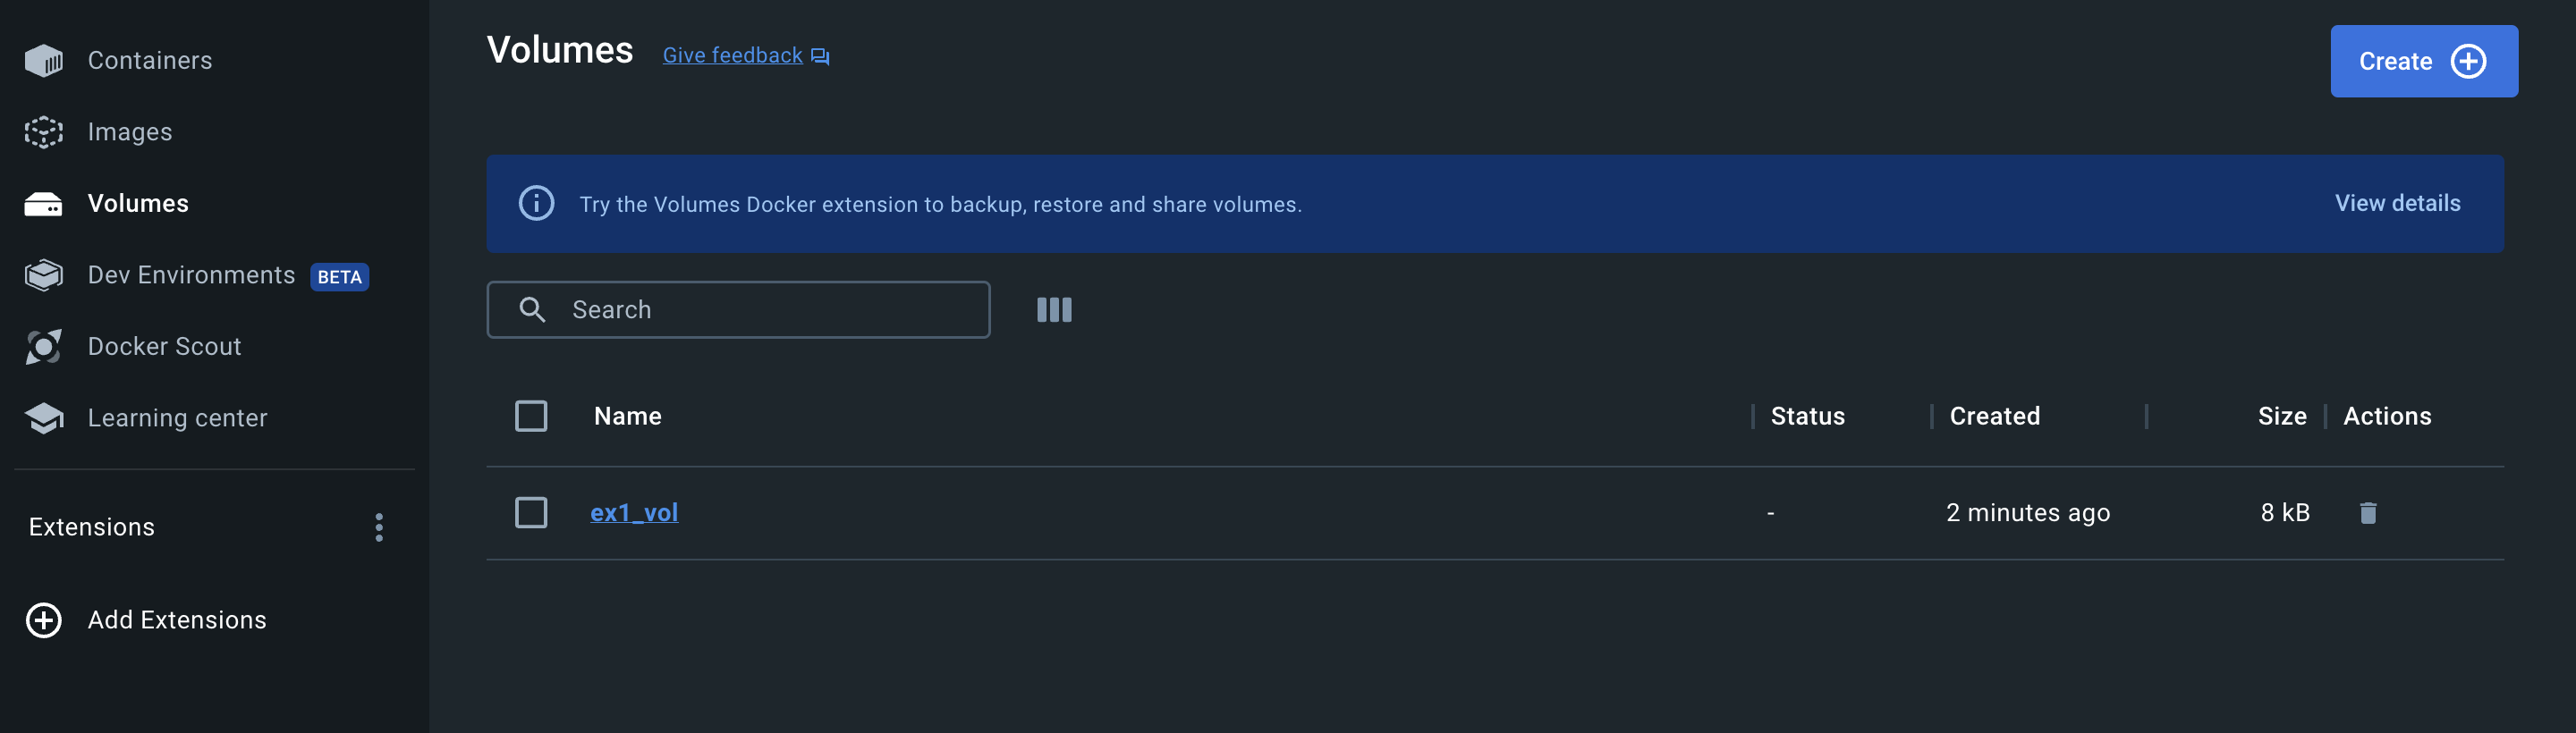 Containers
Images
Volumes
Dev Environments BETA
Docker Scout
Learning center
Extensions
Add Extensions
Volumes Give feedback
Create
Try the Volumes Docker extension to backup, restore and share volumes. View details
Search
Name Status Created Size Actions
ex1_vol - 2 minutes ago 8 kB